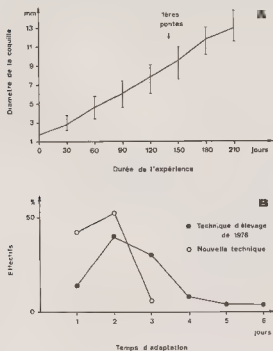 A
mm
13
11
9
7
5
3
1
Diamètre de la coquille
1ères
pontes
0 30 60 90 120 150 180 210 jours
Durée de l'expérience
B
%
50
0
Effectifs
Technique d'élevage
de 1976
Nouvelle technique
1 2 3 4 5 6
jours
Temps d'adaptation